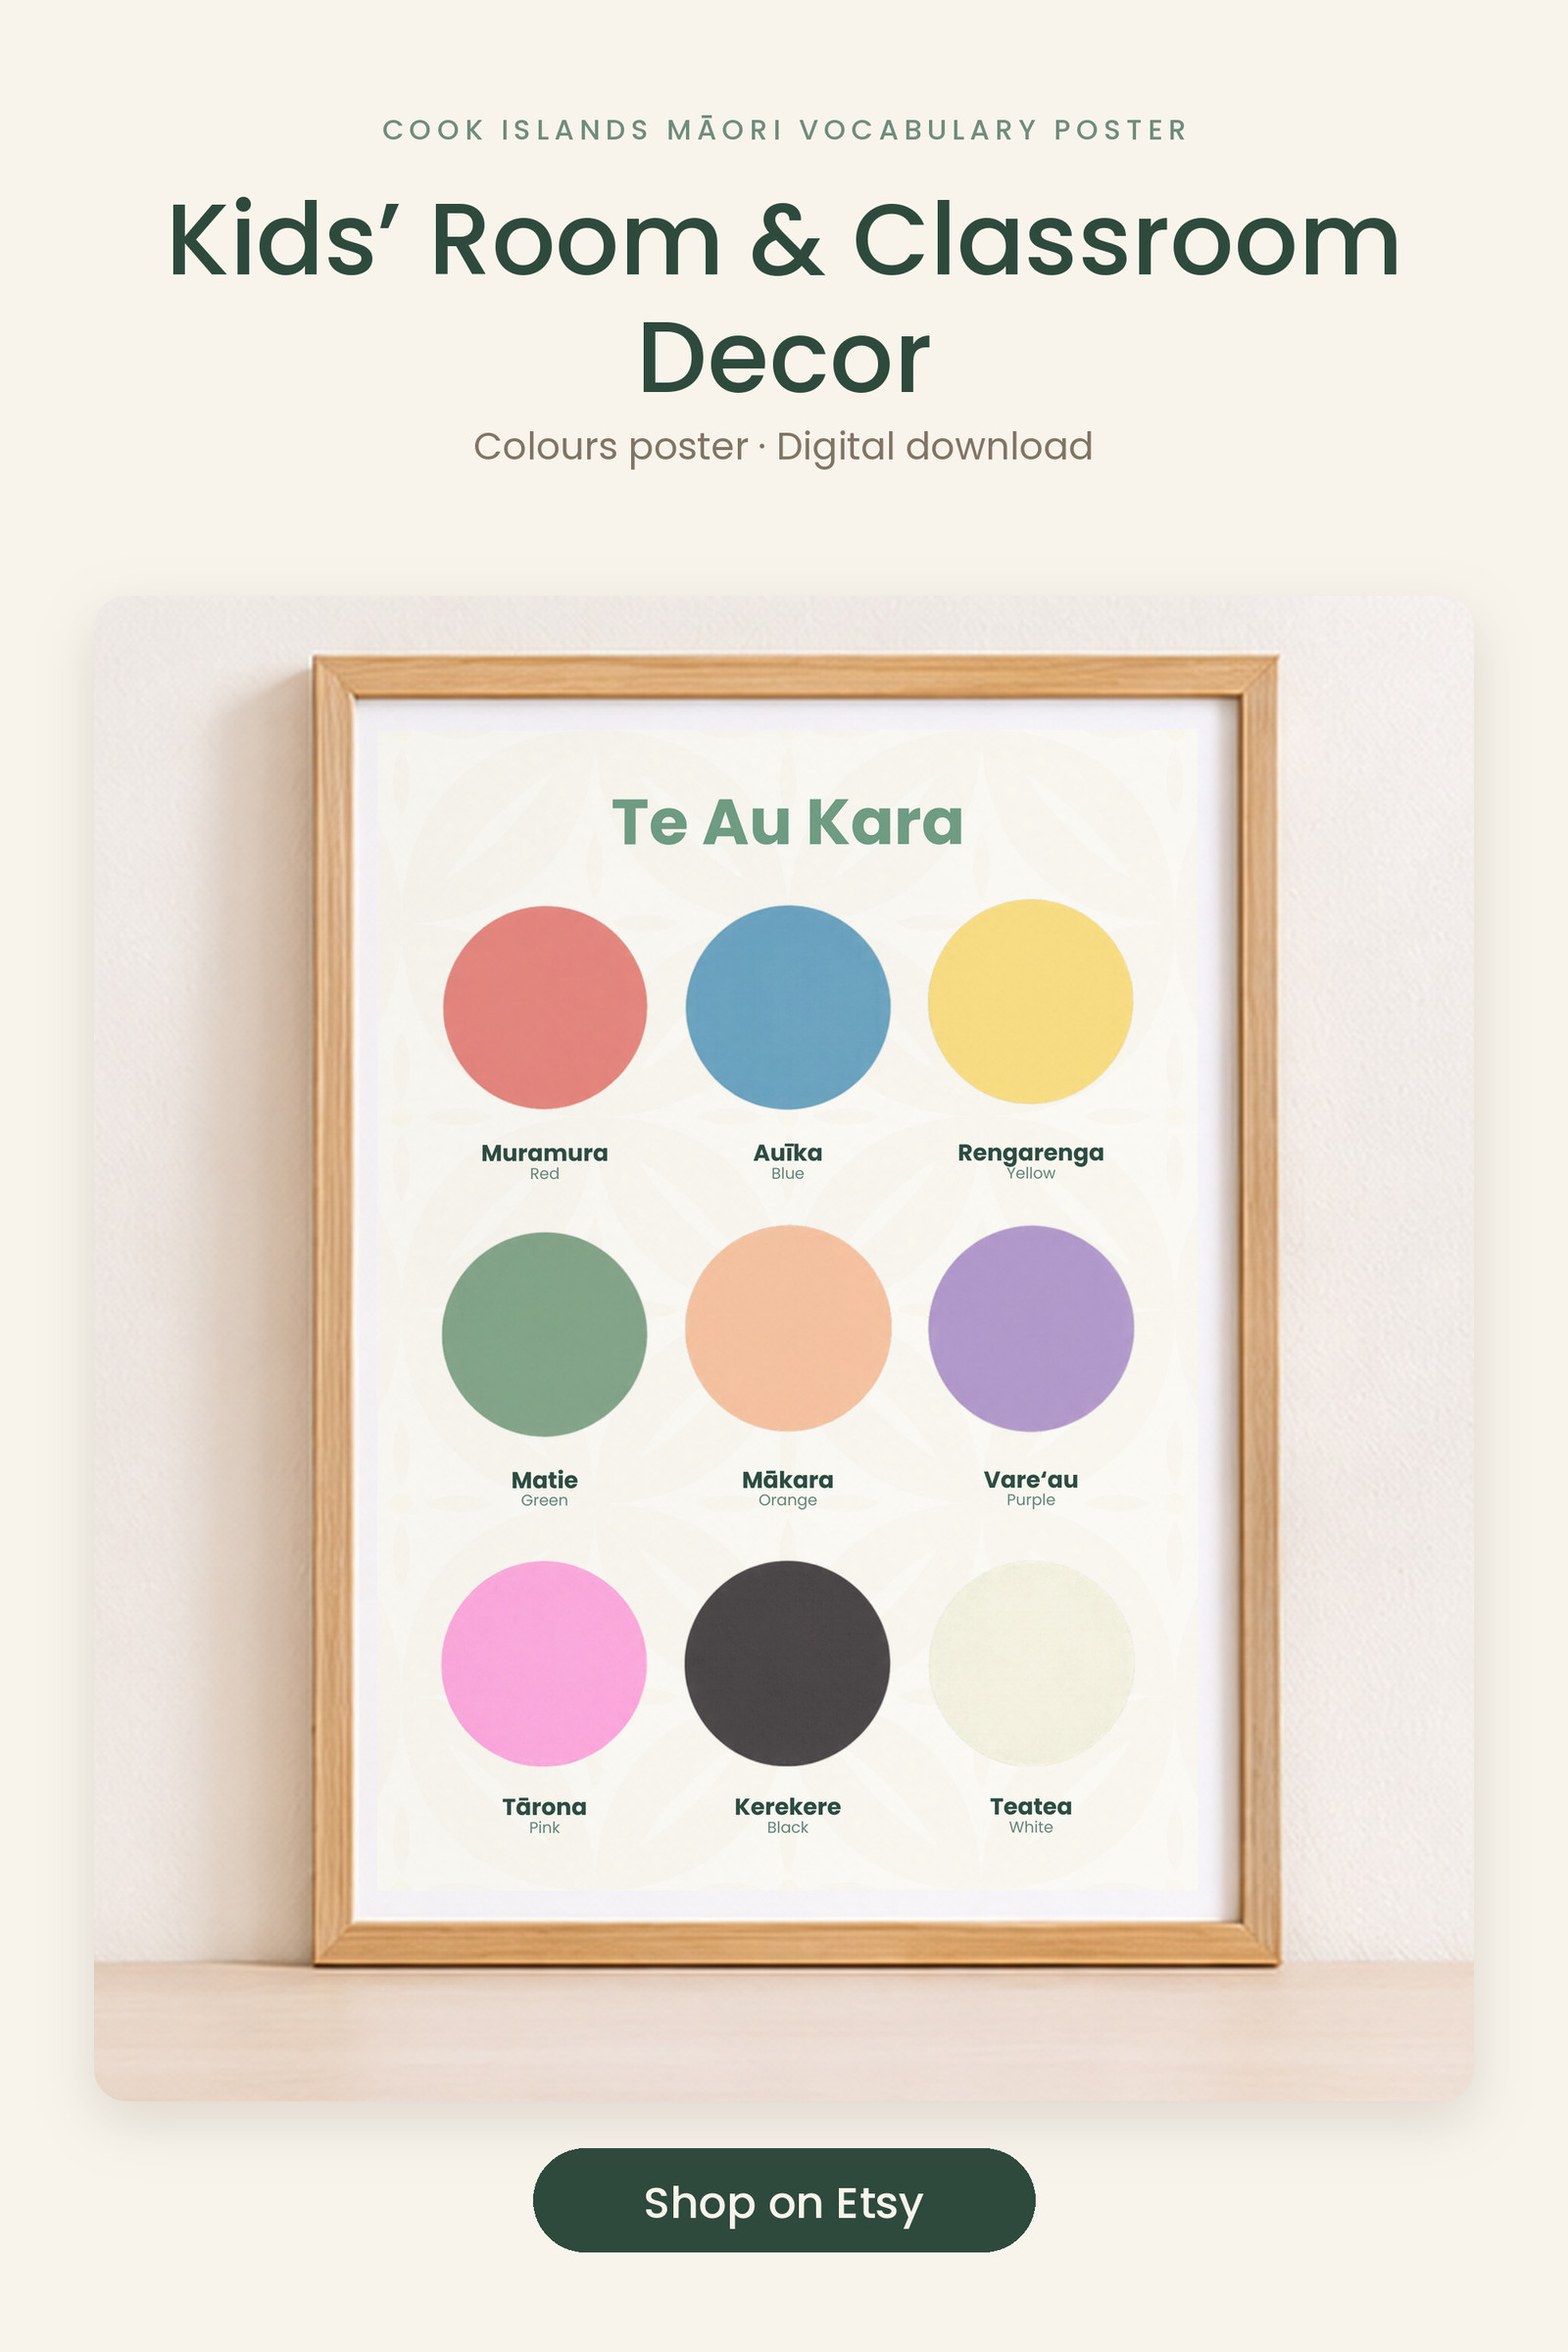 COOK ISLANDS MĀORI VOCABULARY POSTER
Kids’ Room & Classroom
Decor
Colours poster · Digital download
Te Au Kara
Muramura
Red
Auīka
Blue
Rengarenga
Yellow
Matie
Green
Mākara
Orange
Vare‘au
Purple
Tārona
Pink
Kerekere
Black
Teatea
White
Shop on Etsy